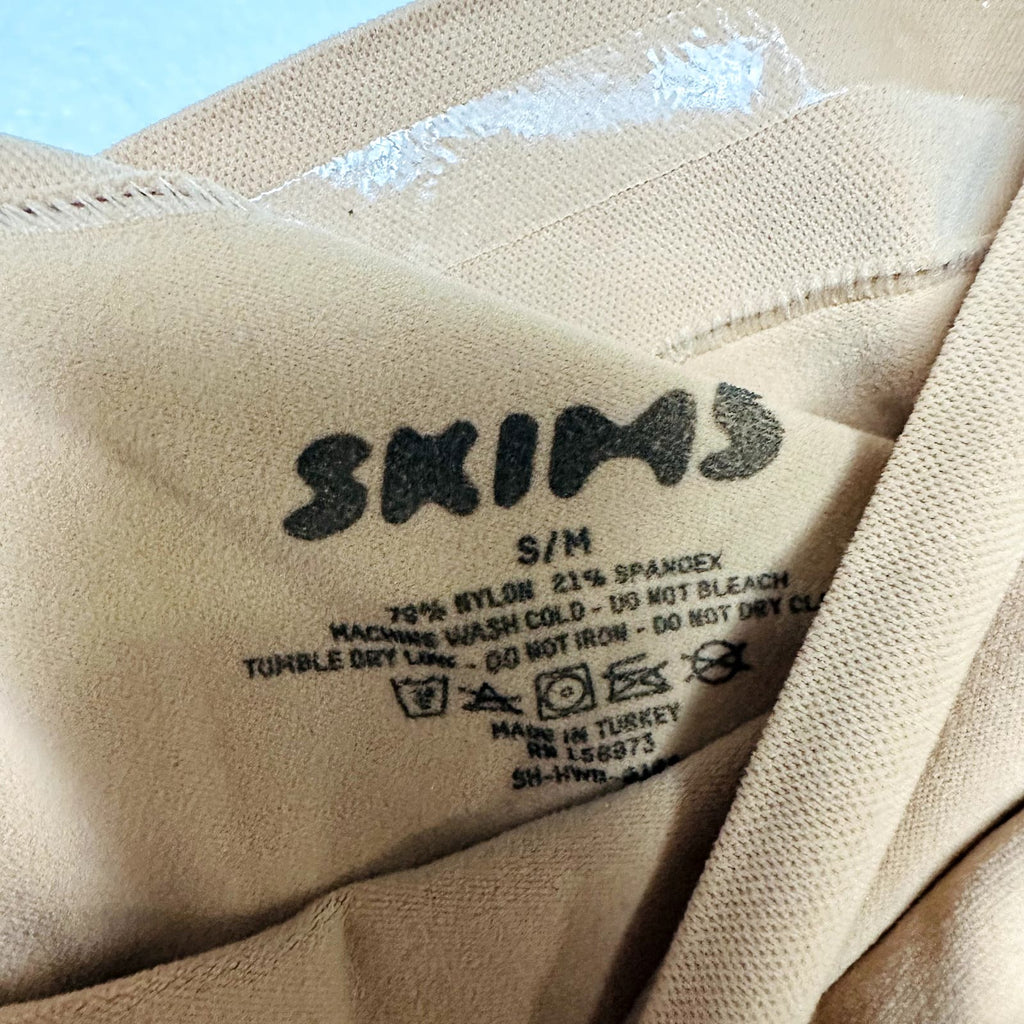 SKIMS
S/M
79% NYLON 21% SPANDEX
MACHINE WASH COLD - DO NOT BLEACH
TUMBLE DRY LOW - DO NOT IRON - DO NOT DRY CL
MADE IN TURKEY
RN 156973
SH-HWB-